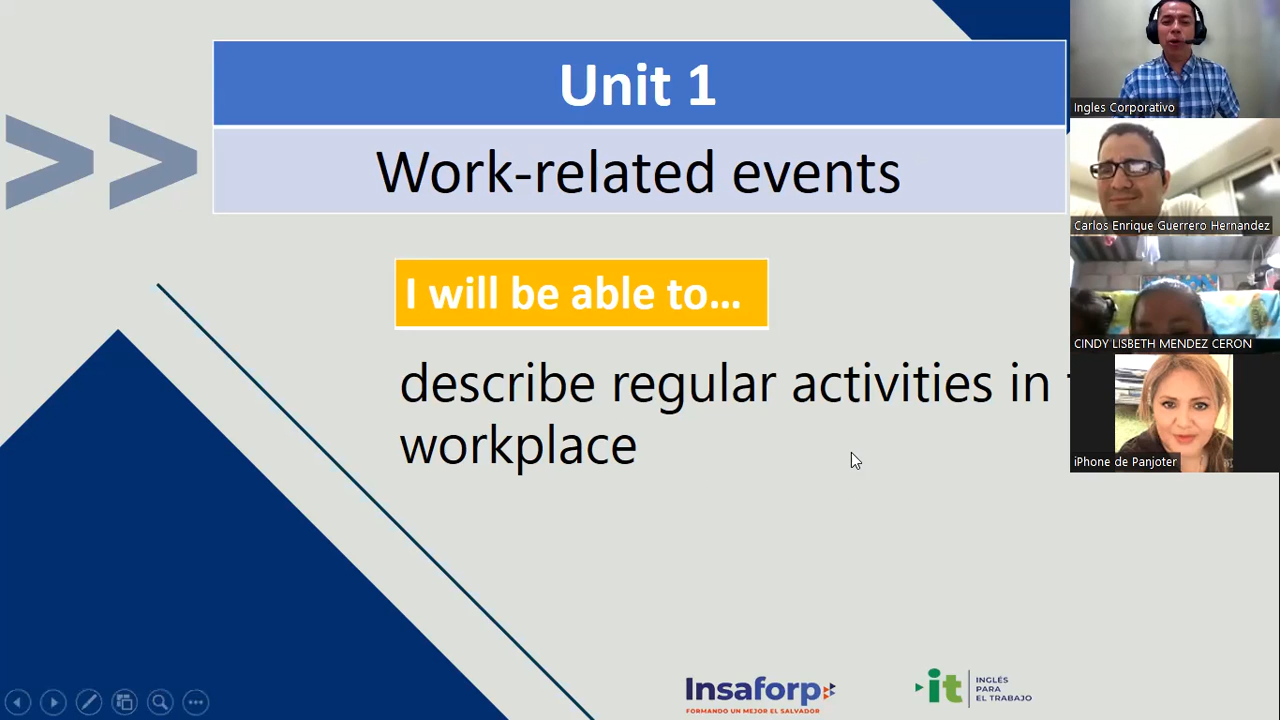 Unit 1
Work-related events
I will be able to...
describe regular activities in
workplace
Ingles Corporativo
Carlos Enrique Guerrero Hernandez
CINDY LISBETH MENDEZ CERON
iPhone de Panjoter
Insaforp
FORMANDO UN MEJOR EL SALVADOR
it
INGLÉS
PARA
EL TRABAJO